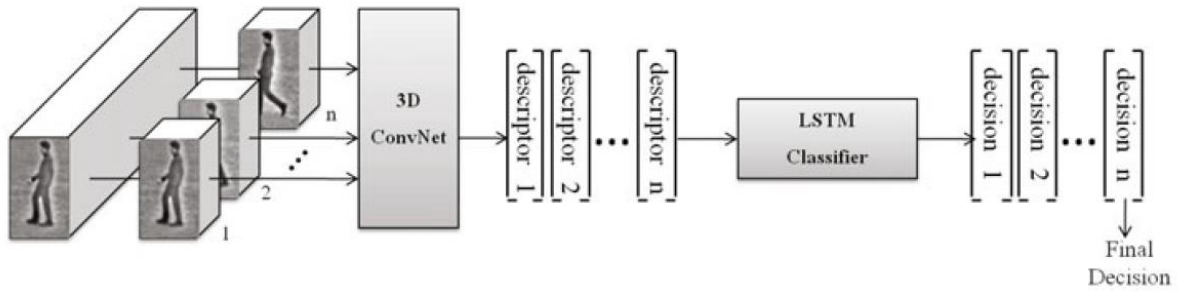 1
2
n
3D
ConvNet
descriptor 1
descriptor 2
descriptor n
LSTM
Classifier
decision 1
decision 2
decision n
Final
Decision